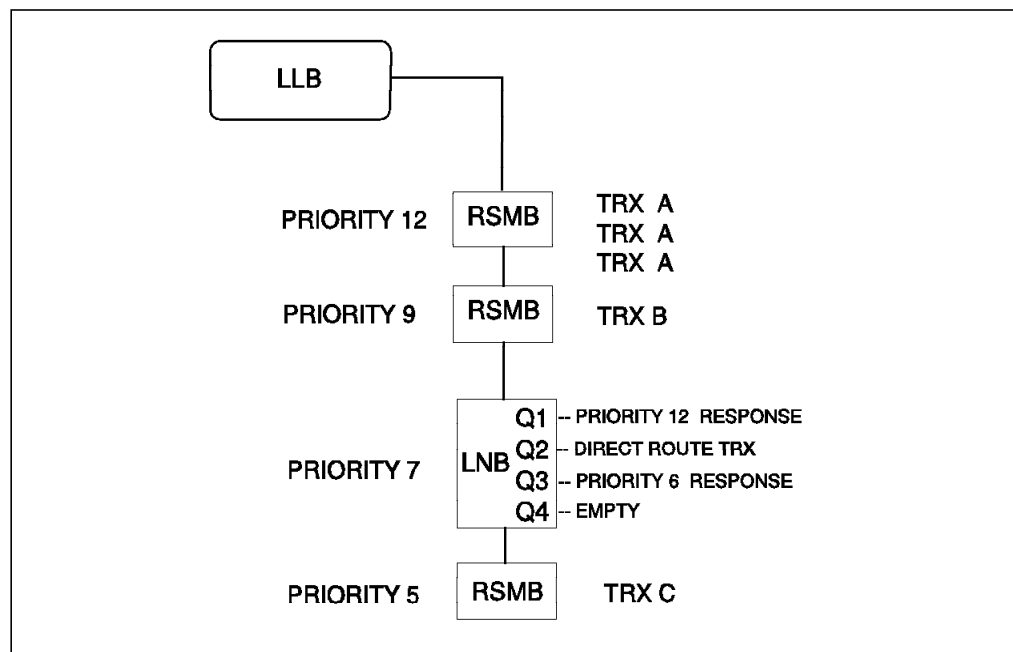 LLB
PRIORITY 12 RSMB TRX A
TRX A
TRX A
PRIORITY 9 RSMB TRX B
PRIORITY 7 LNB
Q1 -- PRIORITY 12 RESPONSE
Q2 -- DIRECT ROUTE TRX
Q3 -- PRIORITY 6 RESPONSE
Q4 -- EMPTY
PRIORITY 5 RSMB TRX C